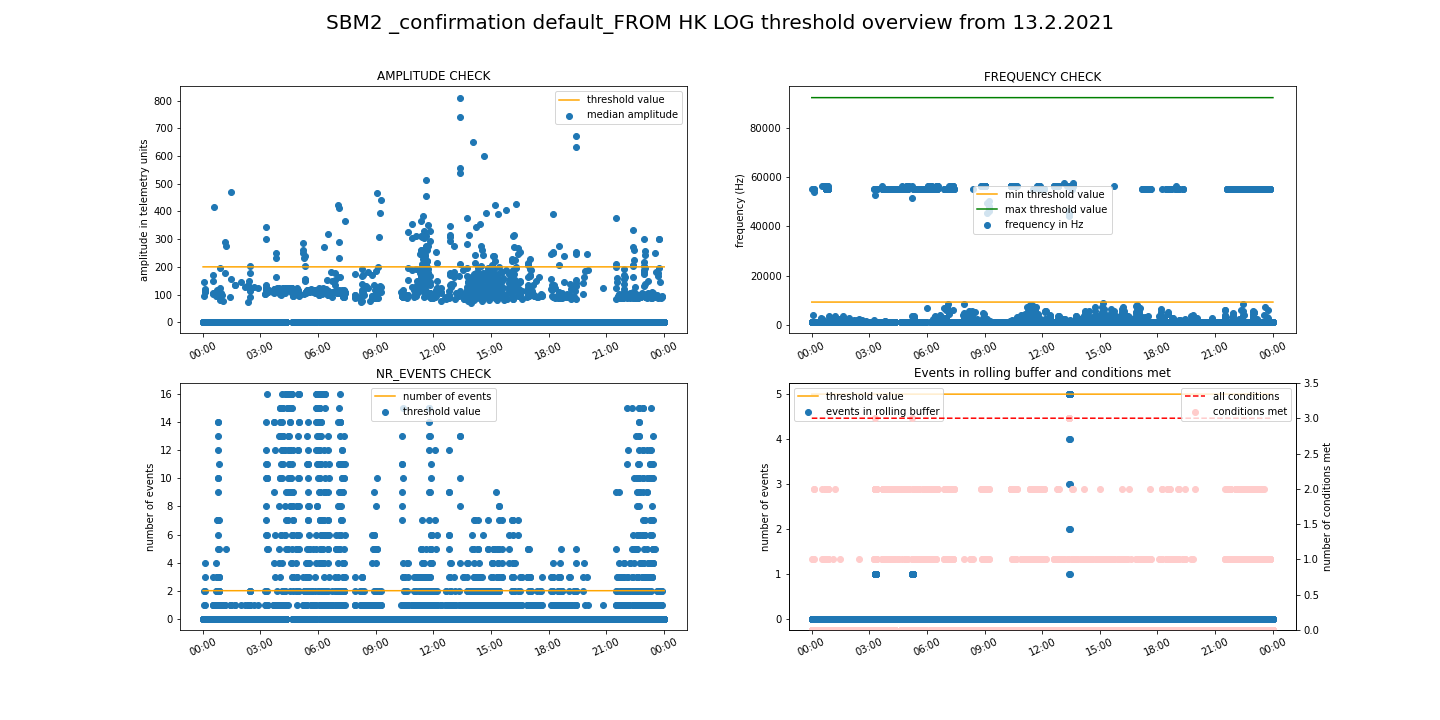 SBM2 _confirmation default_FROM HK LOG threshold overview from 13.2.2021
AMPLITUDE CHECK
amplitude in telemetry units
800
700
600
500
400
300
200
100
0
threshold value
median amplitude
00:00 03:00 06:00 09:00 12:00 15:00 18:00 21:00 00:00
FREQUENCY CHECK
frequency (Hz)
80000
60000
40000
20000
0
min threshold value
max threshold value
frequency in Hz
00:00 03:00 06:00 09:00 12:00 15:00 18:00 21:00 00:00
NR_EVENTS CHECK
number of events
16
14
12
10
8
6
4
2
0
number of events
threshold value
00:00 03:00 06:00 09:00 12:00 15:00 18:00 21:00 00:00
Events in rolling buffer and conditions met
number of events
5
4
3
2
1
0
threshold value
events in rolling buffer
all conditions
conditions met
3.5
3.0
2.5
2.0
1.5
1.0
0.5
0.0
number of conditions met
00:00 03:00 06:00 09:00 12:00 15:00 18:00 21:00 00:00